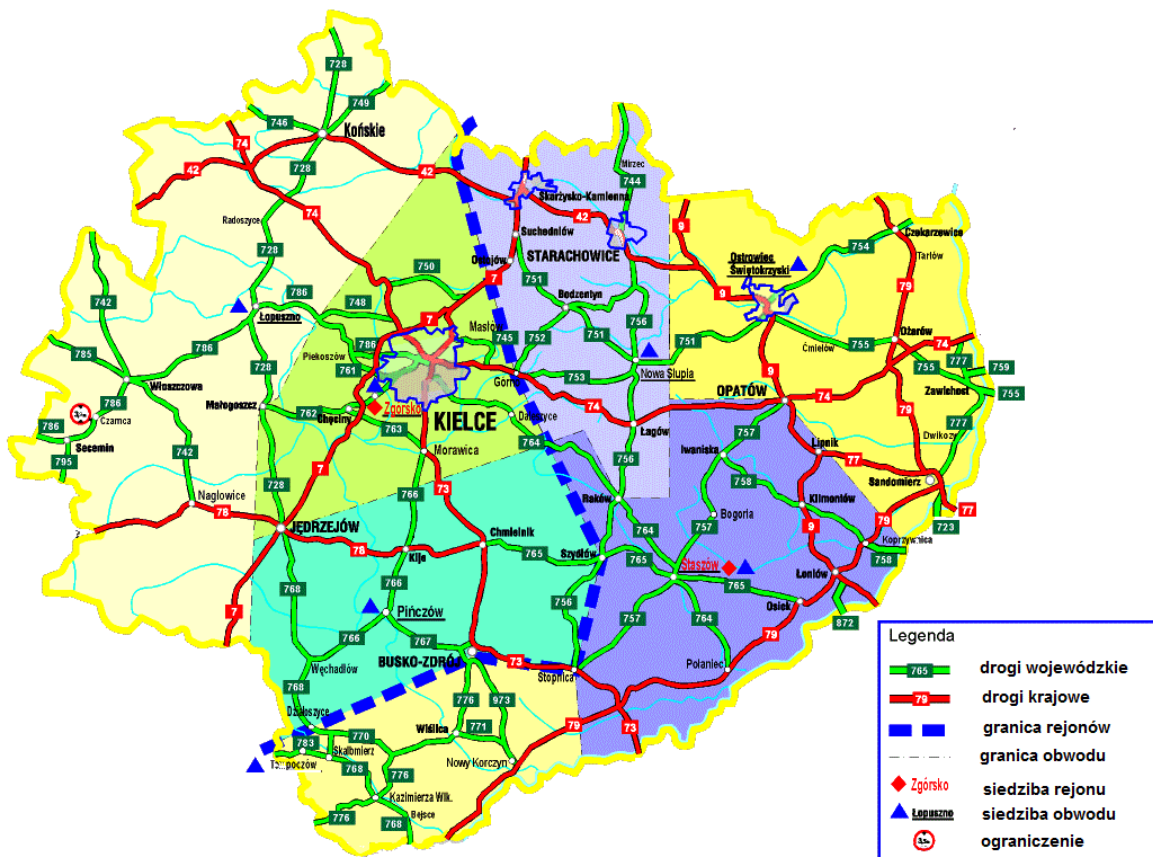 728
749
746
Końskie
74
42
728
42
74
Mirzec
744
Skarżysko-Kamienna
42
9
Radoszyce
Suchedniów
STARACHOWICE
Czekarzewice
754
Tarłów
728
750
751
Ostrowiec
Świętokrzyski
7
79
742
786
748
Bodzentyn
9
Łopuszno
7
Masłów
756
Ożarów
786
786
745
752
751
751
Ćmielów
755
74
785
Piekoszów
761
Górno
753
Nowa Słupia
755
777
759
Włoszczowa
728
Zawichost
755
786
Małogoszcz
762
Chęciny
Zgórsko
KIELCE
Daleszyce
74
OPATÓW
74
9
79
777
786
Czarnca
763
764
Łagów
757
Dwikozy
Secemin
Morawica
Iwaniska
Lipnik
795
742
7
766
73
756
758
77
Sandomierz
Nagłowice
728
Raków
Klimontów
78
Bogoria
79
77
JĘDRZEJÓW
Chmielnik
764
757
9
723
78
Kije
765
Szydłów
765
Koprzywnica
758
Staszów
768
766
765
Łoniów
756
Osiek
Pińczów
757
764
872
766
767
79
BUSKO-ZDRÓJ
73
Połaniec
Węchadłów
Stopnica
768
776
973
Działoszyce
771
79
73
783
770
Wiślica
Skalbmierz
768
776
Nowy Korczyn
Kazimierza Wlk.
776
768
Bejsce
7
Legenda
765 drogi wojewódzkie
79 drogi krajowe
granica rejonów
granica obwodu
Zgórsko siedziba rejonu
Łopuszno siedziba obwodu
ograniczenie